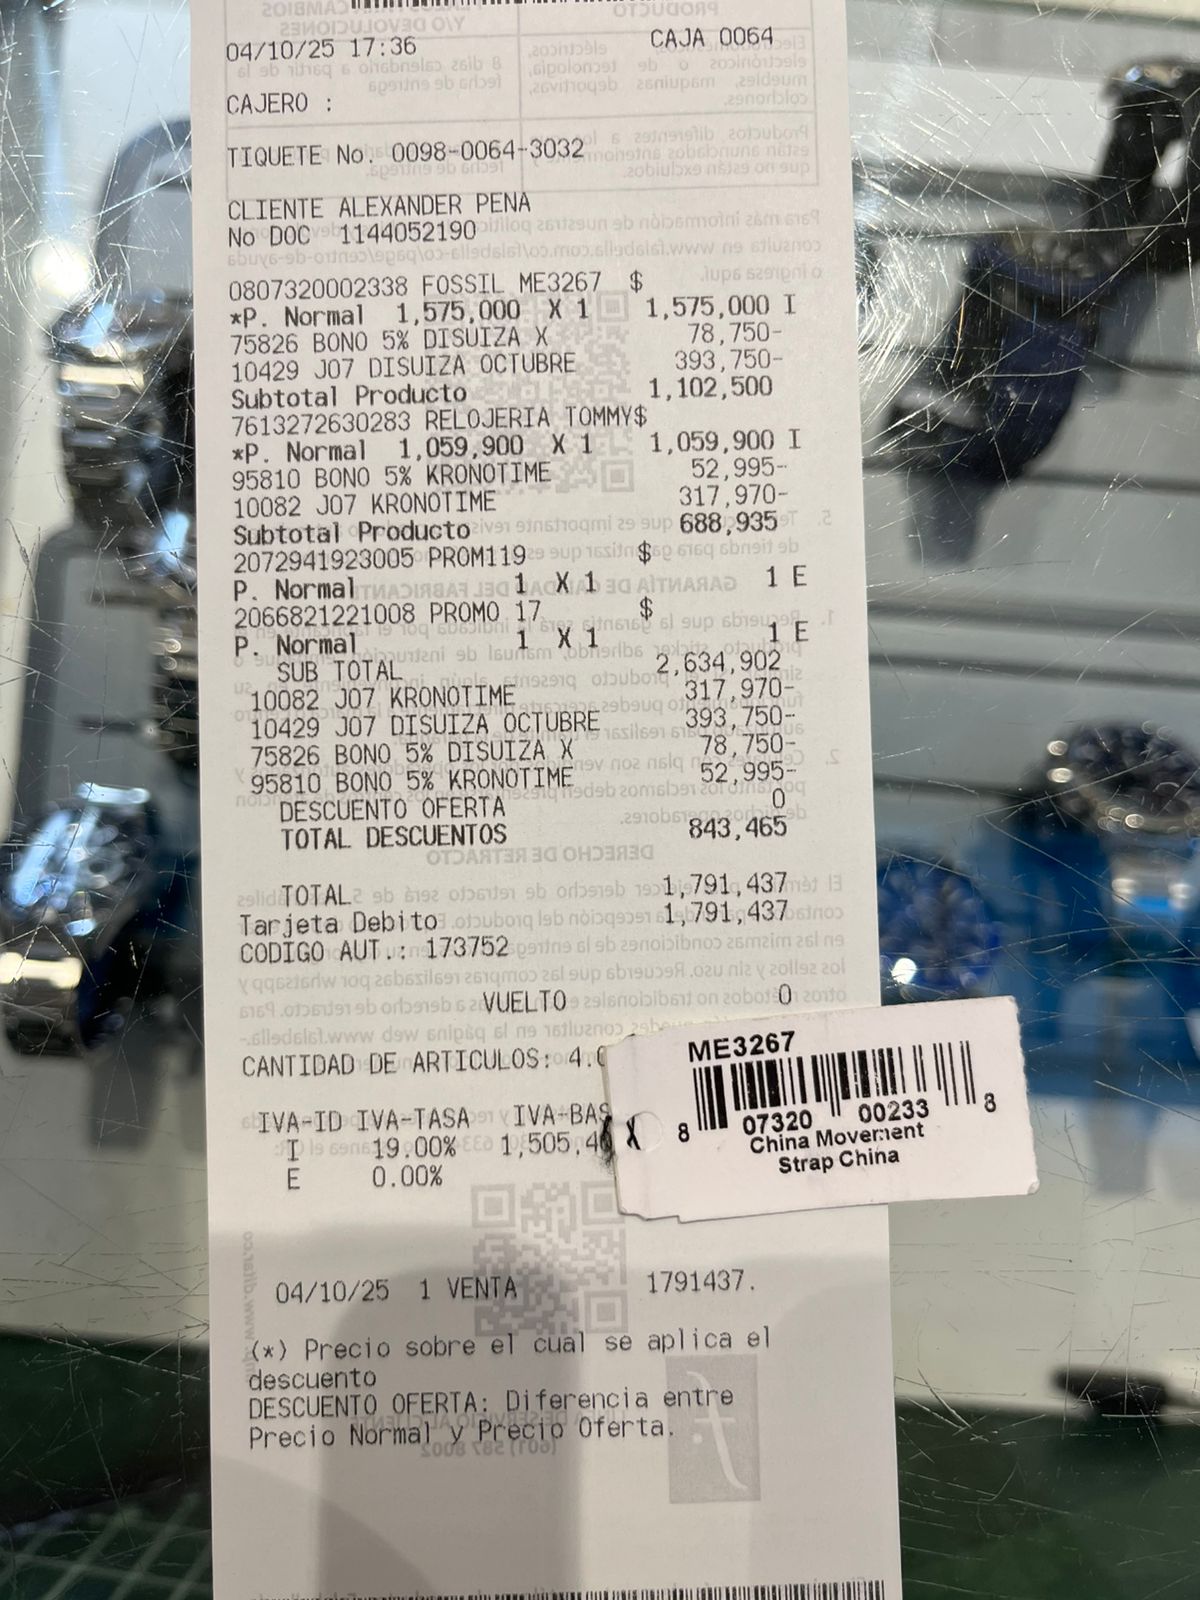 04/10/25 17:36 CAJA 0064
CAJERO :
TIQUETE No. 0098-0064-3032
CLIENTE ALEXANDER PENA
No DOC 1144052190
0807320002338 FOSSIL ME3267 $
*P. Normal 1,575,000 X 1 1,575,000 I
75826 BONO 5% DISUIZA X 78,750-
10429 J07 DISUIZA OCTUBRE 393,750-
Subtotal Producto 1,102,500
7613272630283 RELOJERIA TOMMY$
*P. Normal 1,059,900 X 1 1,059,900 I
95810 BONO 5% KRONOTIME 52,995-
10082 J07 KRONOTIME 317,970-
Subtotal Producto 688,935
2072941923005 PROM119 $
P. Normal 1 X 1 1 E
2066821221008 PROMO 17 $
P. Normal 1 X 1 1 E
SUB TOTAL 2,634,902
10082 J07 KRONOTIME 317,970-
10429 J07 DISUIZA OCTUBRE 393,750-
75826 BONO 5% DISUIZA X 78,750-
95810 BONO 5% KRONOTIME 52,995-
DESCUENTO OFERTA 0
TOTAL DESCUENTOS 843,465
TOTAL 1,791,437
Tarjeta Debito 1,791,437
CODIGO AUT.: 173752
VUELTO 0
CANTIDAD DE ARTICULOS: 4.
IVA-ID IVA-TASA IVA-BAS
I 19.00% 1,505,4
E 0.00%
ME3267
8 07320 00233 8
China Movement
Strap China
04/10/25 1 VENTA 1791437.
(*) Precio sobre el cual se aplica el
descuento
DESCUENTO OFERTA: Diferencia entre
Precio Normal y Precio Oferta.